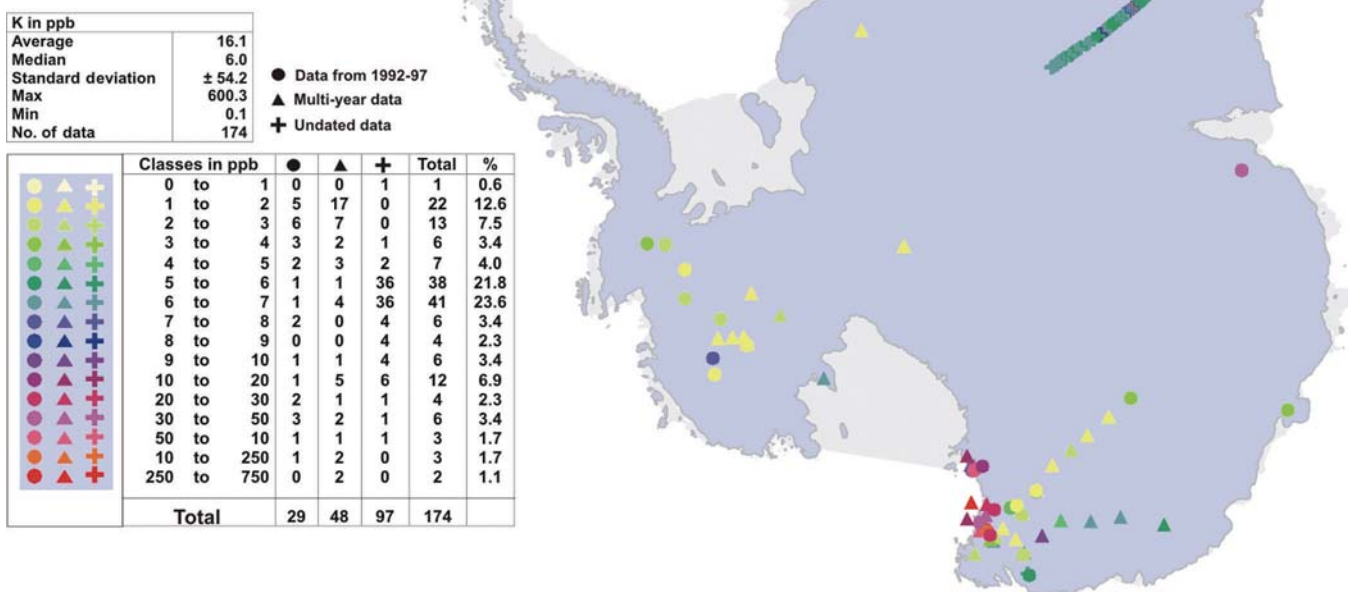 K in ppb
Average 16.1
Median 6.0
Standard deviation ± 54.2
Max 600.3
Min 0.1
No. of data 174
Data from 1992-97
Multi-year data
Undated data
Classes in ppb ● ▲ + Total %
0 to 1 0 0 1 1 0.6
1 to 2 5 17 0 22 12.6
2 to 3 6 7 0 13 7.5
3 to 4 3 2 1 6 3.4
4 to 5 2 3 2 7 4.0
5 to 6 1 1 36 38 21.8
6 to 7 1 4 36 41 23.6
7 to 8 2 0 4 6 3.4
8 to 9 0 0 4 4 2.3
9 to 10 1 1 4 6 3.4
10 to 20 1 5 6 12 6.9
20 to 30 2 1 1 4 2.3
30 to 50 3 2 1 6 3.4
50 to 10 1 1 1 3 1.7
10 to 250 1 2 0 3 1.7
250 to 750 0 2 0 2 1.1
Total 29 48 97 174